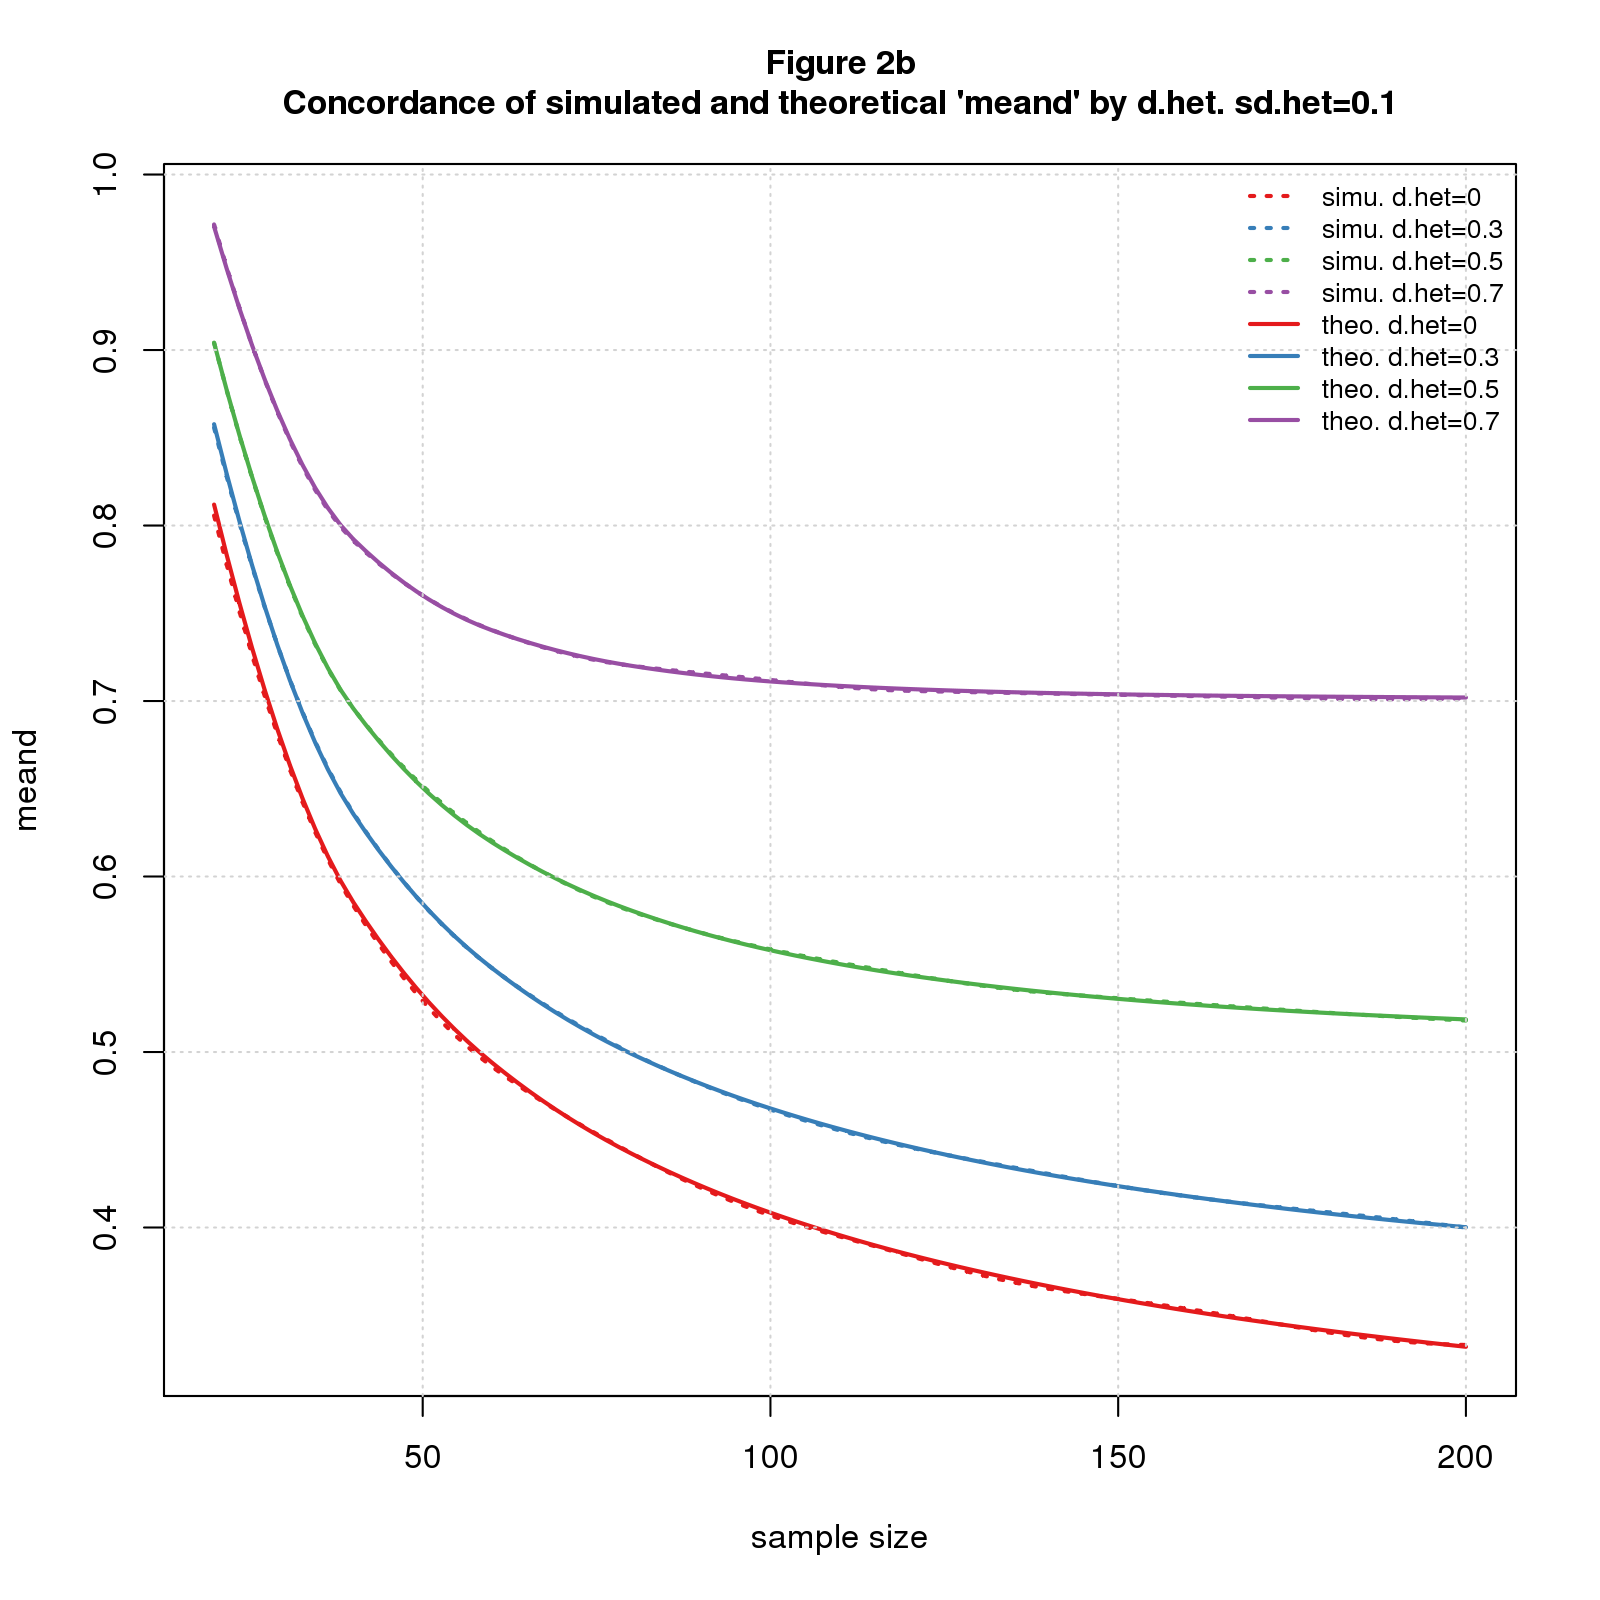 Figure 2b
Concordance of simulated and theoretical 'meand' by d.het. sd.het=0.1
simu. d.het=0
simu. d.het=0.3
simu. d.het=0.5
simu. d.het=0.7
theo. d.het=0
theo. d.het=0.3
theo. d.het=0.5
theo. d.het=0.7
meand
1.0
0.9
0.8
0.7
0.6
0.5
0.4
50 100 150 200
sample size